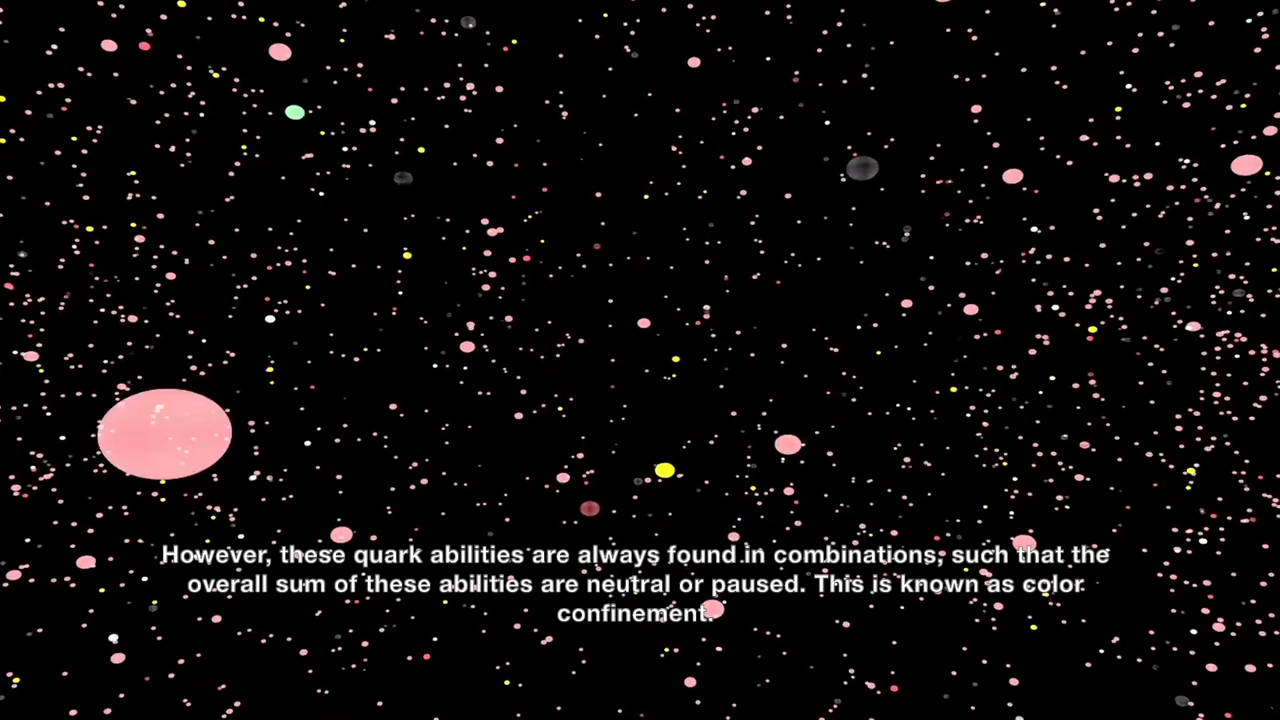 However, these quark abilities are always found in combinations, such that the
overall sum of these abilities are neutral or paused. This is known as color
confinement.